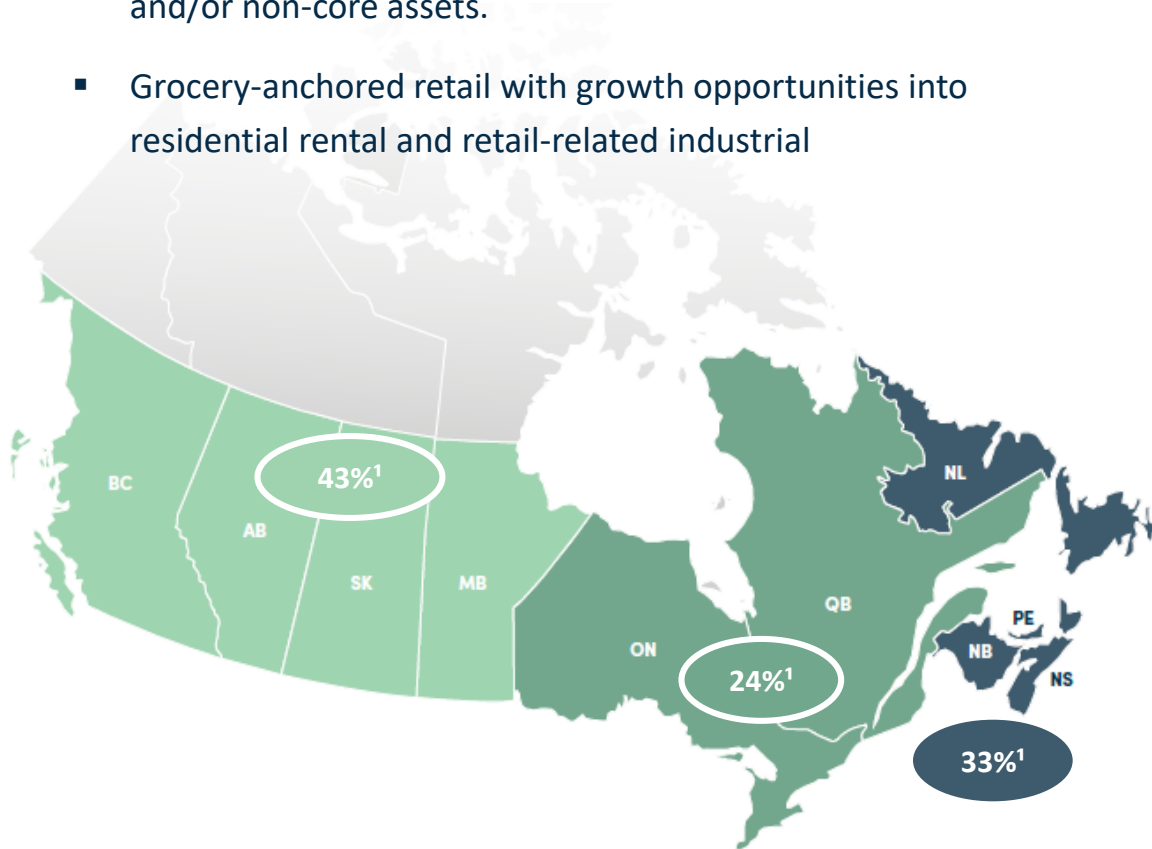 and/or non-core assets.
▪ Grocery-anchored retail with growth opportunities into
residential rental and retail-related industrial
43%¹
BC
NL
AB
SK
MB
QB
PE
ON
NB
24%¹
NS
33%¹